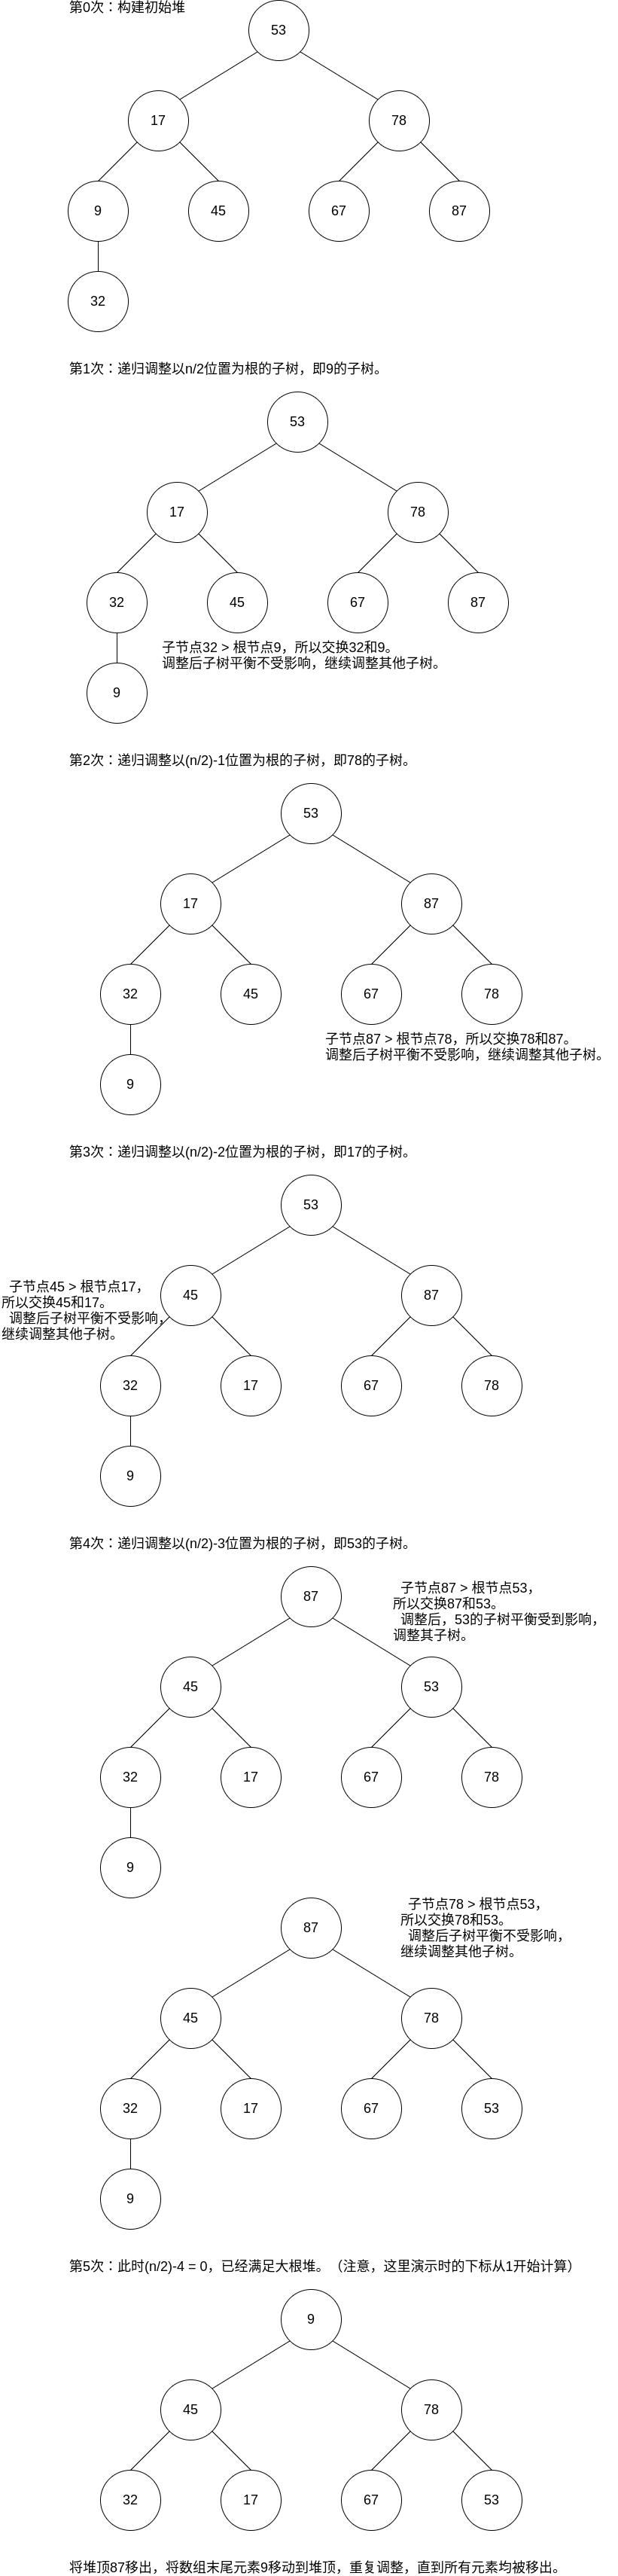 第0次：构建初始堆
53
17
78
9
45
67
87
32
第1次：递归调整以n/2位置为根的子树，即9的子树。
53
17
78
32
45
67
87
子节点32 > 根节点9，所以交换32和9。
调整后子树平衡不受影响，继续调整其他子树。
9
第2次：递归调整以(n/2)-1位置为根的子树，即78的子树。
53
17
87
32
45
67
78
子节点87 > 根节点78，所以交换78和87。
调整后子树平衡不受影响，继续调整其他子树。
9
第3次：递归调整以(n/2)-2位置为根的子树，即17的子树。
53
子节点45 > 根节点17，
所以交换45和17。
调整后子树平衡不受影响，
继续调整其他子树。
45
87
32
17
67
78
9
第4次：递归调整以(n/2)-3位置为根的子树，即53的子树。
87
子节点87 > 根节点53，
所以交换87和53。
调整后，53的子树平衡受到影响，
调整其子树。
45
53
32
17
67
78
9
87
子节点78 > 根节点53，
所以交换78和53。
调整后子树平衡不受影响，
继续调整其他子树。
45
78
32
17
67
53
9
第5次：此时(n/2)-4 = 0，已经满足大根堆。（注意，这里演示时的下标从1开始计算）
9
45
78
32
17
67
53
将堆顶87移出，将数组末尾元素9移动到堆顶，重复调整，直到所有元素均被移出。